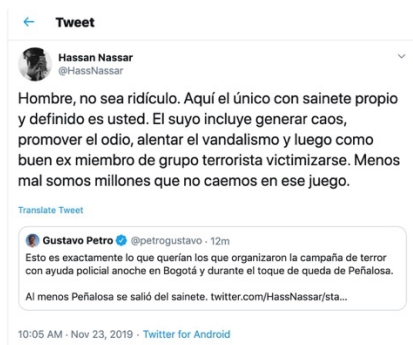 ← Tweet
Hassan Nassar
@HassNassar
Hombre, no sea ridículo. Aquí el único con sainete propio
y definido es usted. El suyo incluye generar caos,
promover el odio, alentar el vandalismo y luego como
buen ex miembro de grupo terrorista victimizarse. Menos
mal somos millones que no caemos en ese juego.
Translate Tweet
Gustavo Petro @petrogustavo · 12m
Esto es exactamente lo que querían los que organizaron la campaña de terror
con ayuda policial anoche en Bogotá y durante el toque de queda de Peñalosa.
Al menos Peñalosa se salió del sainete. twitter.com/HassNassar/sta...
10:05 AM · Nov 23, 2019 · Twitter for Android